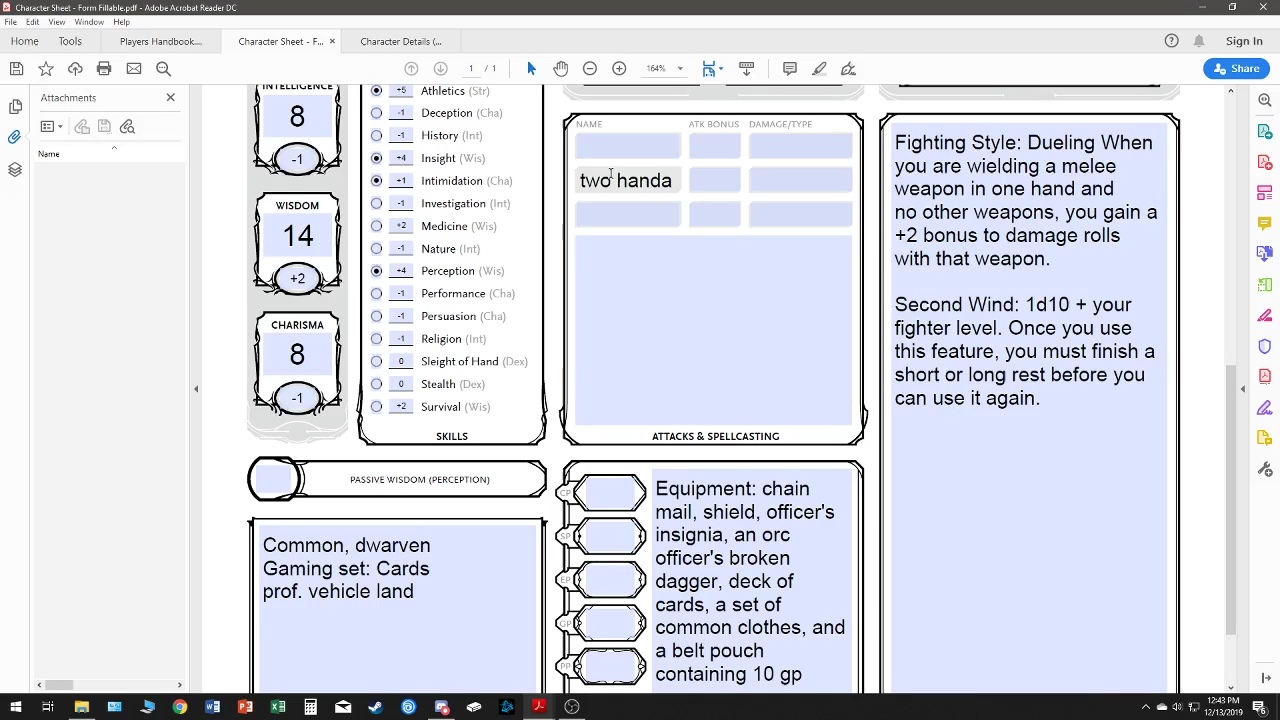 Character Sheet - Form Fillable.pdf - Adobe Acrobat Reader DC
File Edit View Window Help
Home Tools Players Handbook... Character Sheet - F... × Character Details (... Sign In
1 / 1 164% Share
Attachments
Name
INTELLIGENCE
8
-1
WISDOM
14
+2
CHARISMA
8
-1
+5 Athletics (Str)
-1 Deception (Cha)
-1 History (Int)
+4 Insight (Wis)
+1 Intimidation (Cha)
-1 Investigation (Int)
+2 Medicine (Wis)
-1 Nature (Int)
+4 Perception (Wis)
-1 Performance (Cha)
-1 Persuasion (Cha)
-1 Religion (Int)
0 Sleight of Hand (Dex)
0 Stealth (Dex)
+2 Survival (Wis)
SKILLS
PASSIVE WISDOM (PERCEPTION)
Common, dwarven
Gaming set: Cards
prof. vehicle land
NAME ATK BONUS DAMAGE/TYPE
two handa
ATTACKS & SPELLCASTING
CP
SP
EP
GP
PP
Equipment: chain
mail, shield, officer's
insignia, an orc
officer's broken
dagger, deck of
cards, a set of
common clothes, and
a belt pouch
containing 10 gp
Fighting Style: Dueling When
you are wielding a melee
weapon in one hand and
no other weapons, you gain a
+2 bonus to damage rolls
with that weapon.
Second Wind: 1d10 + your
fighter level. Once you use
this feature, you must finish a
short or long rest before you
can use it again.
12:43 PM
12/13/2019